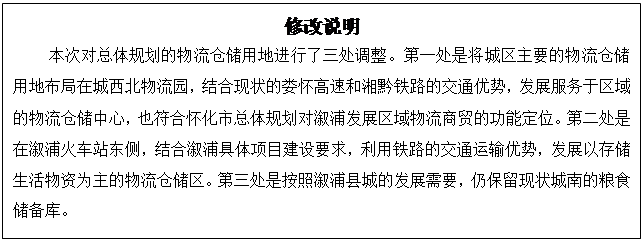 修改说明
本次对总体规划的物流仓储用地进行了三处调整。第一处是将城区主要的物流仓储
用地布局在城西北物流园，结合现状的娄怀高速和湘黔铁路的交通优势，发展服务于区域
的物流仓储中心，也符合怀化市总体规划对溆浦发展区域物流商贸的功能定位。第二处是
在溆浦火车站东侧，结合溆浦具体项目建设要求，利用铁路的交通运输优势，发展以存储
生活物资为主的物流仓储区。第三处是按照溆浦县城的发展需要，仍保留现状城南的粮食
储备库。